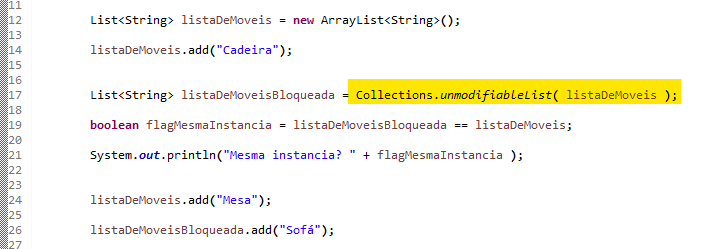 11
12 List<String> listaDeMoveis = new ArrayList<String>();
13
14 listaDeMoveis.add("Cadeira");
15
16
17 List<String> listaDeMoveisBloqueada = Collections.unmodifiableList( listaDeMoveis );
18
19 boolean flagMesmaInstancia = listaDeMoveisBloqueada == listaDeMoveis;
20
21 System.out.println("Mesma instancia? " + flagMesmaInstancia );
22
23
24 listaDeMoveis.add("Mesa");
25
26 listaDeMoveisBloqueada.add("Sofá");
27